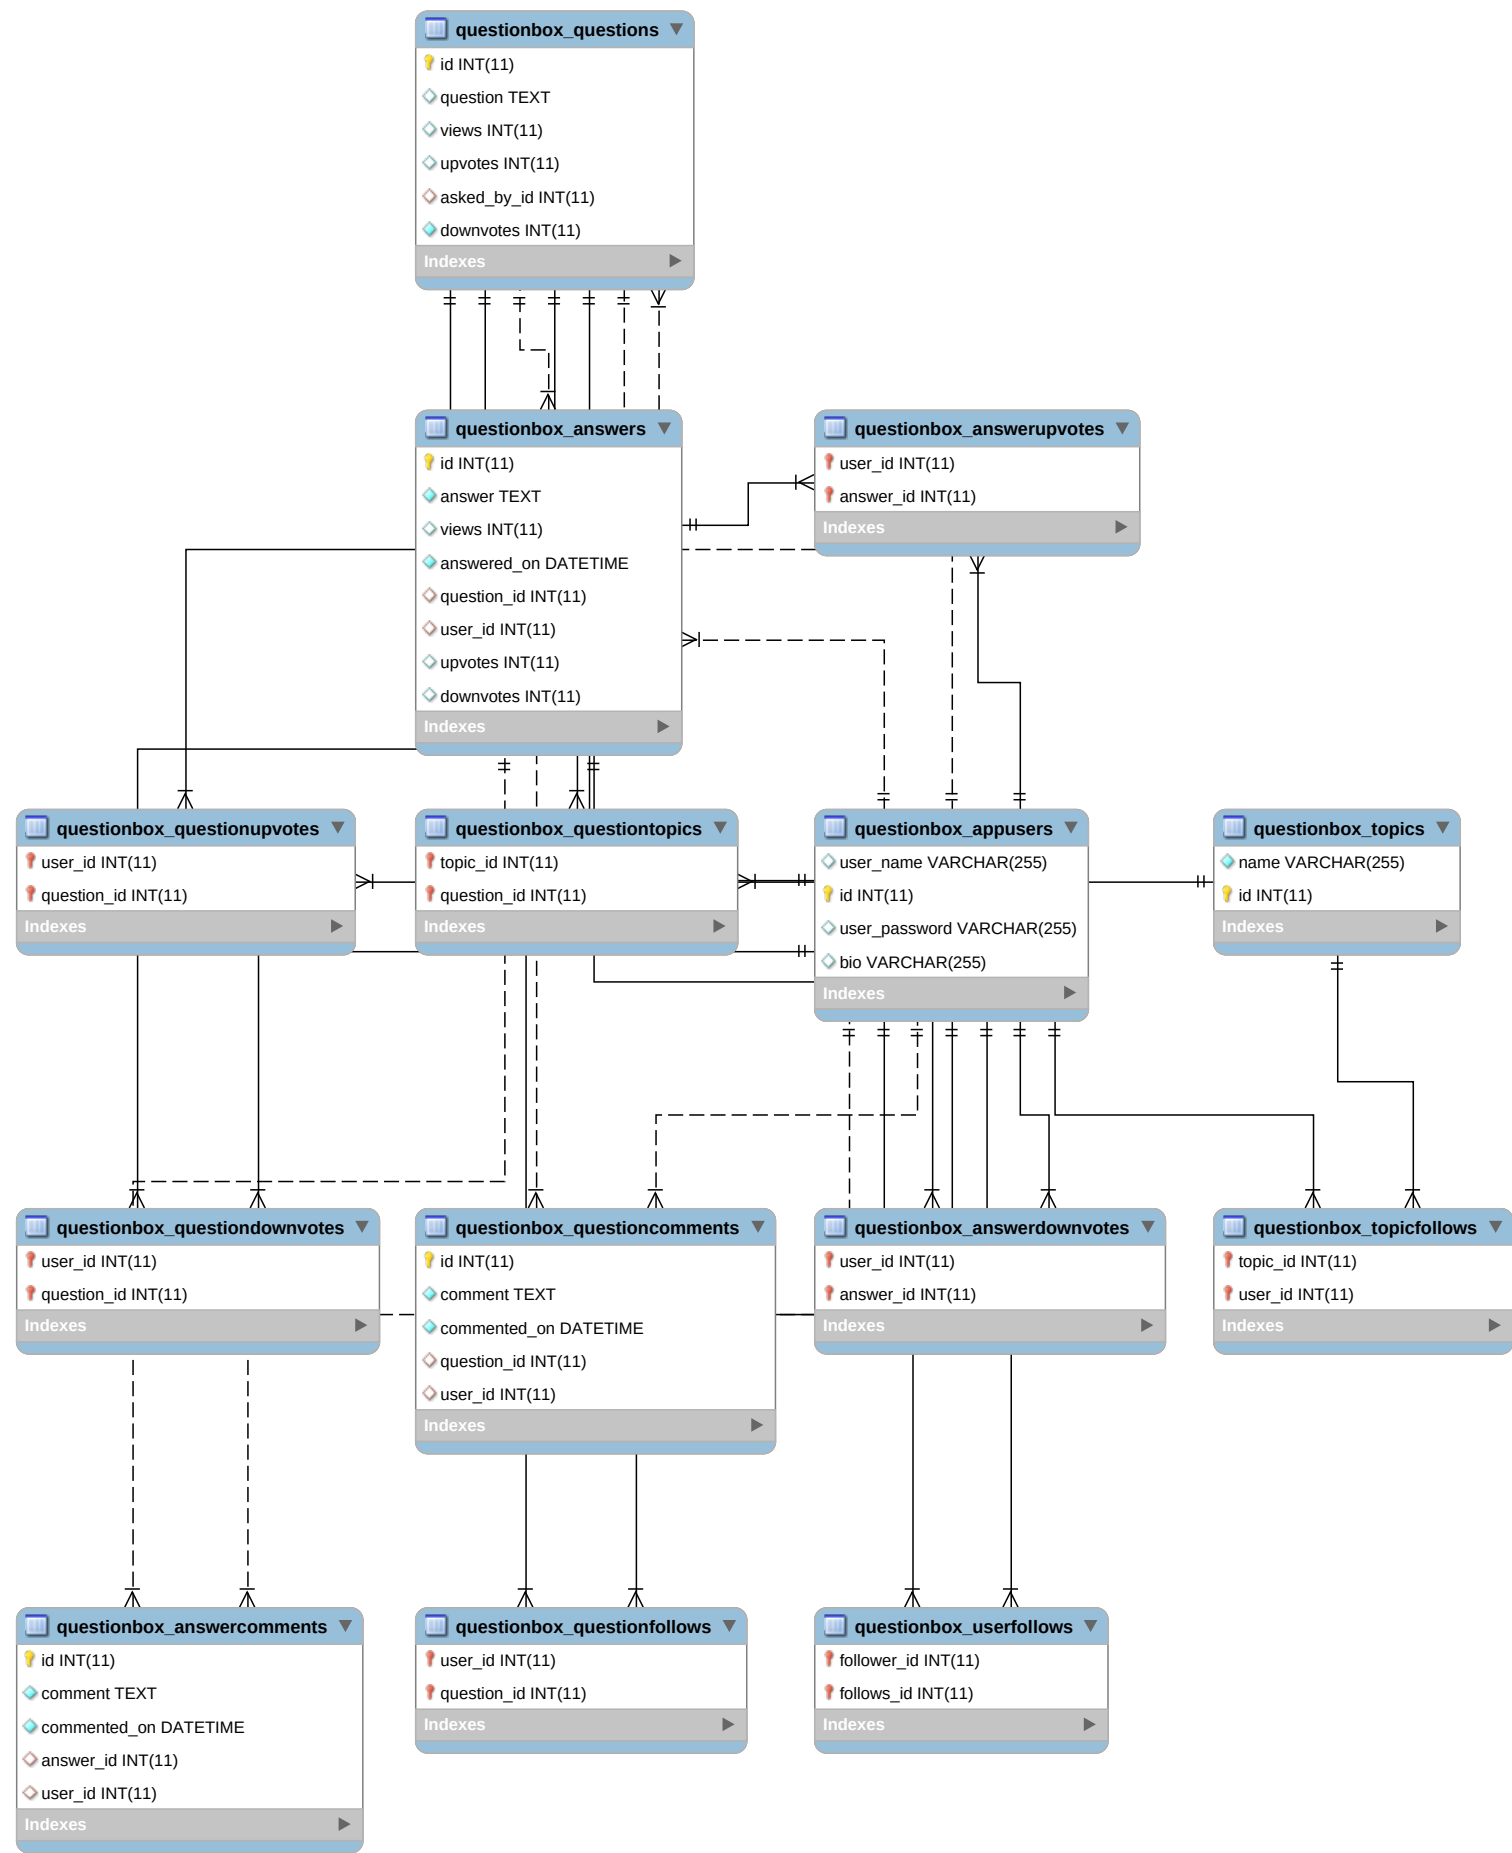 questionbox_questions
id INT(11)
question TEXT
views INT(11)
upvotes INT(11)
asked_by_id INT(11)
downvotes INT(11)
Indexes
questionbox_answers
id INT(11)
answer TEXT
views INT(11)
answered_on DATETIME
question_id INT(11)
user_id INT(11)
upvotes INT(11)
downvotes INT(11)
Indexes
questionbox_answerupvotes
user_id INT(11)
answer_id INT(11)
Indexes
questionbox_questionupvotes
user_id INT(11)
question_id INT(11)
Indexes
questionbox_questiontopics
topic_id INT(11)
question_id INT(11)
Indexes
questionbox_appusers
user_name VARCHAR(255)
id INT(11)
user_password VARCHAR(255)
bio VARCHAR(255)
Indexes
questionbox_topics
name VARCHAR(255)
id INT(11)
Indexes
questionbox_questiondownvotes
user_id INT(11)
question_id INT(11)
Indexes
questionbox_questioncomments
id INT(11)
comment TEXT
commented_on DATETIME
question_id INT(11)
user_id INT(11)
Indexes
questionbox_answerdownvotes
user_id INT(11)
answer_id INT(11)
Indexes
questionbox_topicfollows
topic_id INT(11)
user_id INT(11)
Indexes
questionbox_answercomments
id INT(11)
comment TEXT
commented_on DATETIME
answer_id INT(11)
user_id INT(11)
Indexes
questionbox_questionfollows
user_id INT(11)
question_id INT(11)
Indexes
questionbox_userfollows
follower_id INT(11)
follows_id INT(11)
Indexes